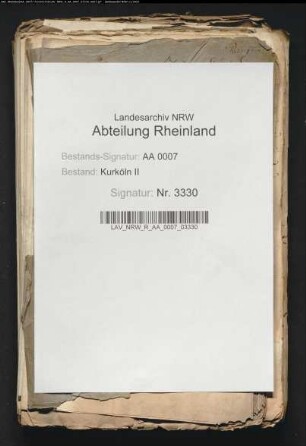 Landesarchiv NRW
Abteilung Rheinland
Bestands-Signatur: AA 0007
Bestand: Kurköln II
Signatur: Nr. 3330
LAV_NRW_R_AA_0007_03330